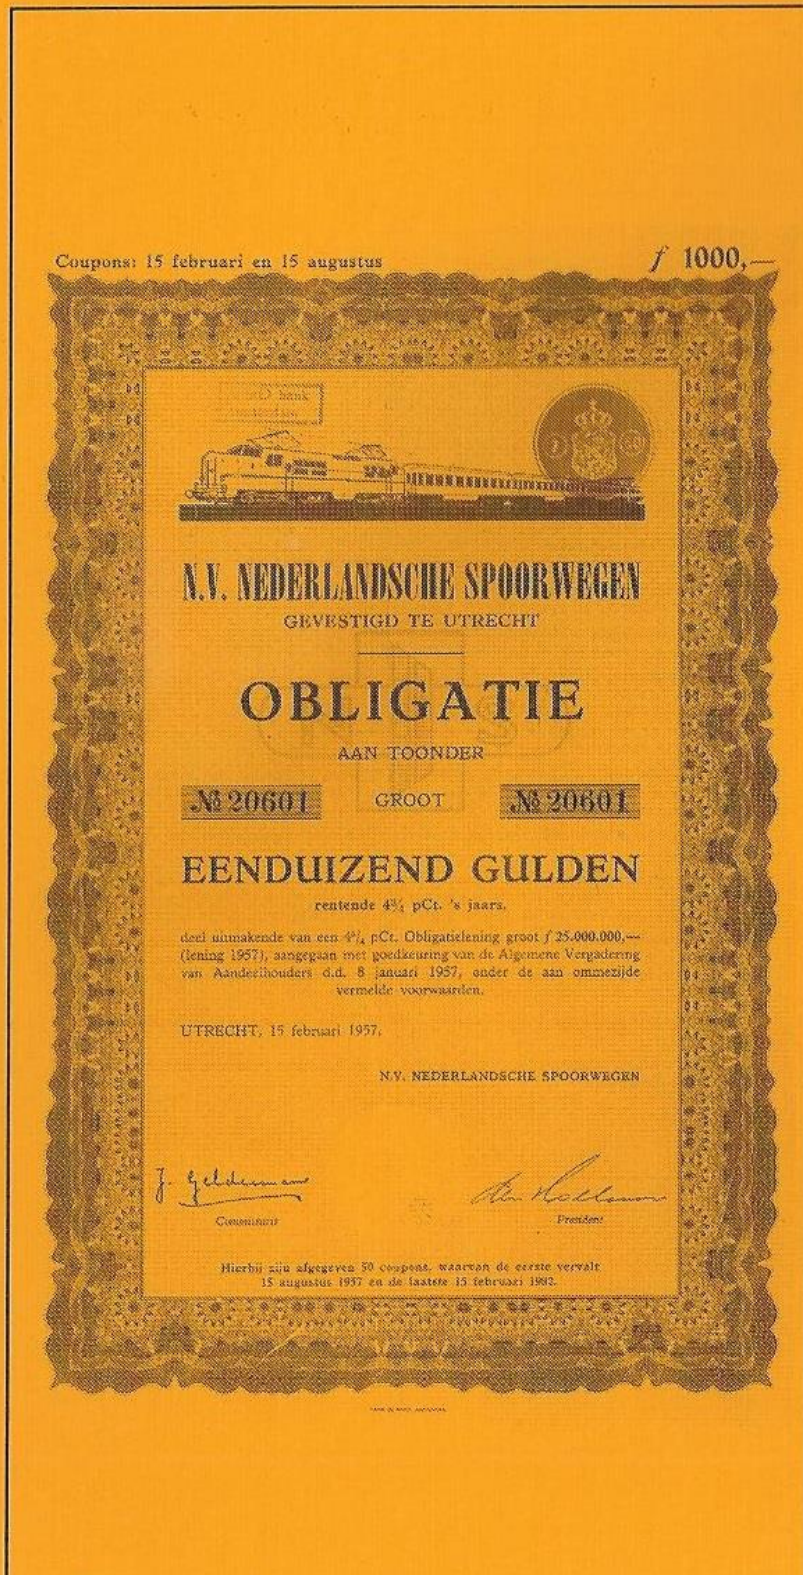 Coupons: 15 februari en 15 augustus
f 1000,—
bank
N.V. NEDERLANDSCHE SPOORWEGEN
GEVESTIGD TE UTRECHT
OBLIGATIE
AAN TOONDER
№ 20601 GROOT № 20601
EENDUIZEND GULDEN
rentende 4¾ pCt. 's jaars,
deel uitmakende van een 4¾ pCt. Obligatielening groot f 25.000.000,—
(lening 1957), aangegaan met goedkeuring van de Algemene Vergadering
van Aandeelhouders d.d. 8 januari 1957, onder de aan ommezijde
vermelde voorwaarden.
UTRECHT, 15 februari 1957.
N.V. NEDERLANDSCHE SPOORWEGEN
J. Gelderman
Den Hollander
Commissaris
President
Hierbij zijn afgegeven 50 coupons, waarvan de eerste vervalt
15 augustus 1957 en de laatste 15 februari 1982.